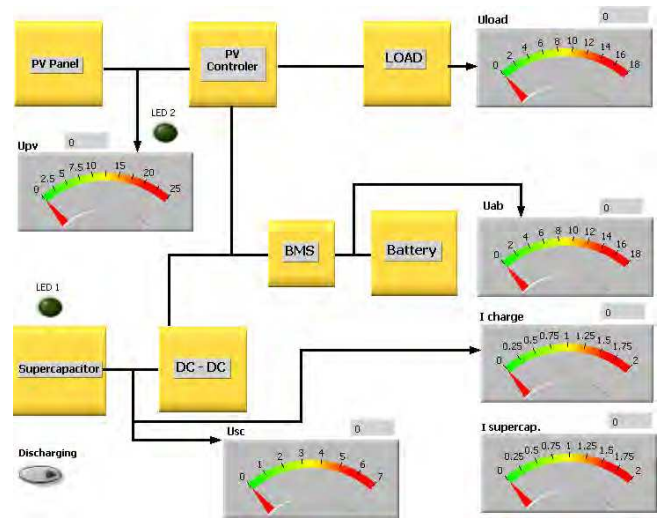 Uload
0
PV Panel
PV
Controler
LOAD
0 2 4 6 8 10 12 14 16 18
LED 2
Upv
0
0 2.5 5 7.5 10 15 20 25
Uab
0
BMS
Battery
0 2 4 6 8 10 12 14 16 18
LED 1
I charge
0
Supercapacitor
DC - DC
0 0.25 0.5 0.75 1 1.25 1.5 1.75 2
Usc
0
I supercap.
0
0 1 2 3 4 5 6 7
0 0.25 0.5 0.75 1 1.25 1.5 1.75 2
Discharging